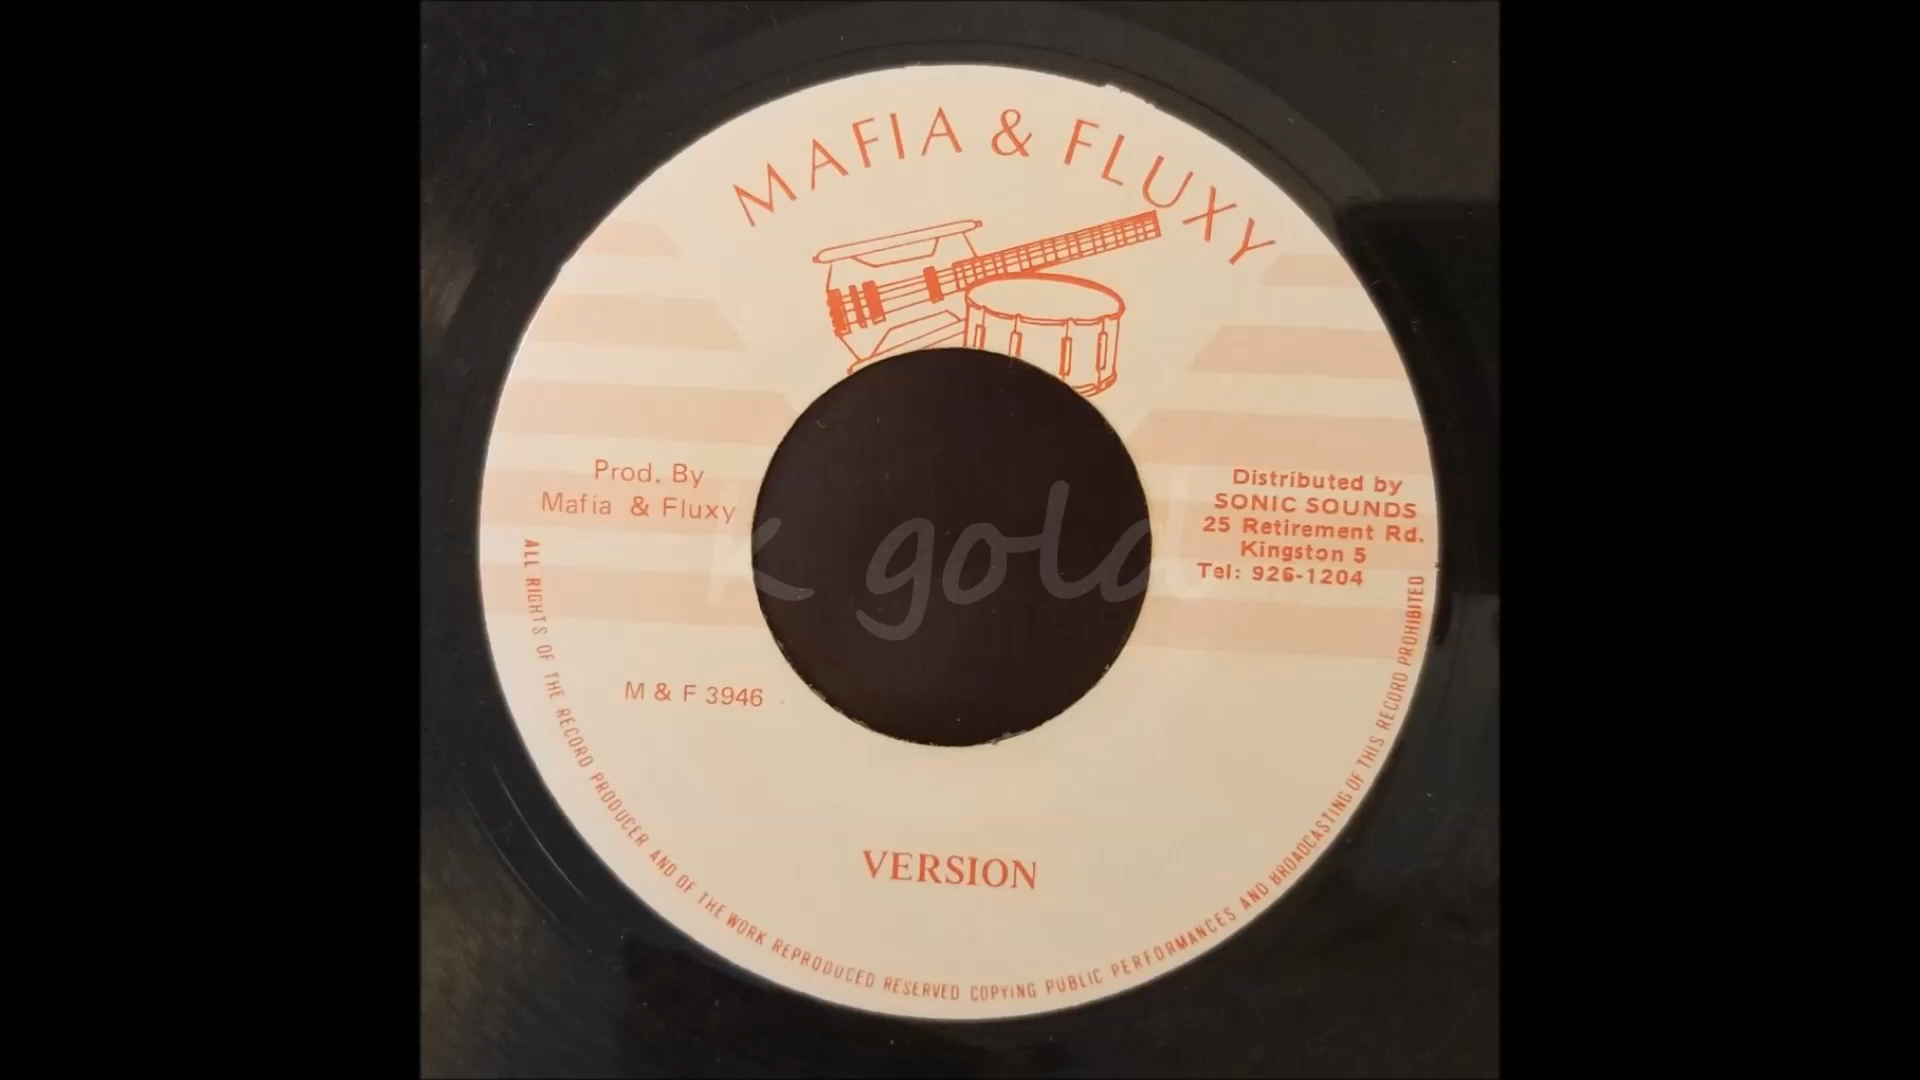 MAFIA & FLUXY
Prod. By
Mafia & Fluxy
Distributed by
SONIC SOUNDS
25 Retirement Rd.
Kingston 5
Tel: 926-1204
k gold
M & F 3946
VERSION
ALL RIGHTS OF THE RECORD PRODUCER AND OF THE WORK REPRODUCED RESERVED COPYING PUBLIC PERFORMANCES AND BROADCASTING OF THIS RECORD PROHIBITED